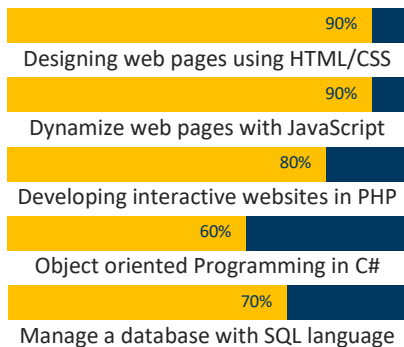 90%
Designing web pages using HTML/CSS
90%
Dynamize web pages with JavaScript
80%
Developing interactive websites in PHP
60%
Object oriented Programming in C#
70%
Manage a database with SQL language